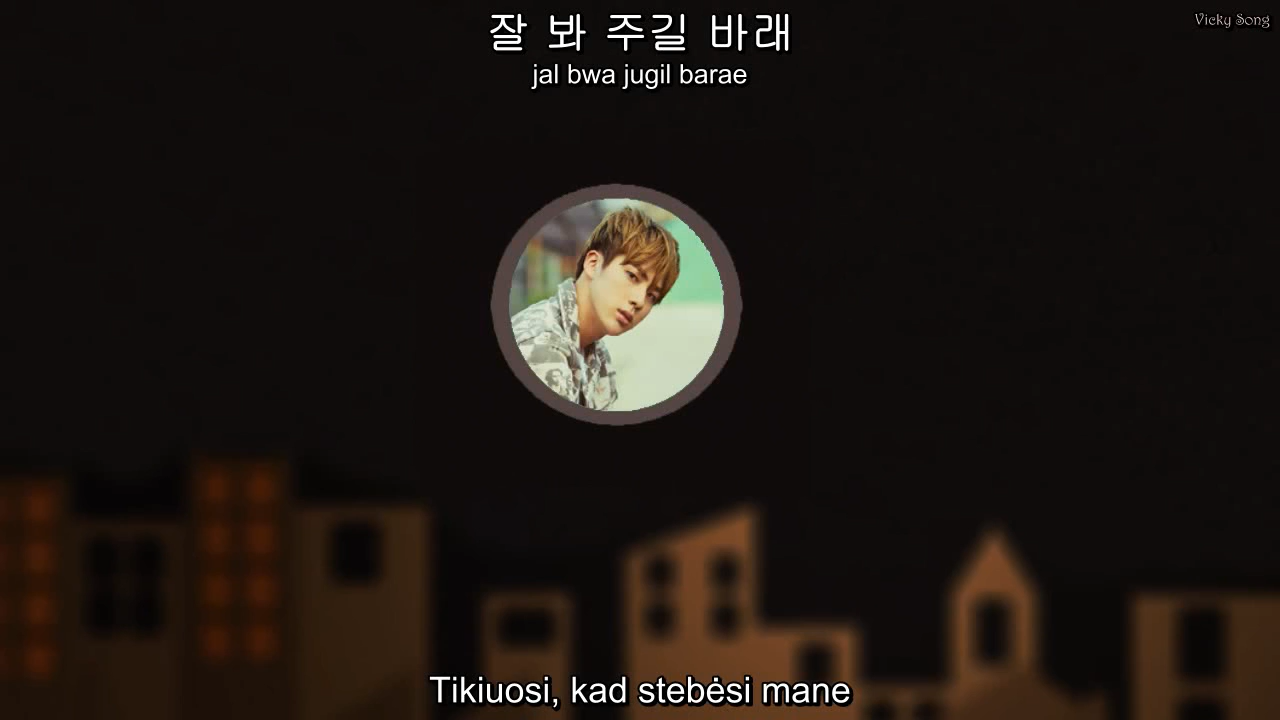 잘 봐 주길 바래
Vicky Song
jal bwa jugil barae
Tikiuosi, kad stebėsi mane